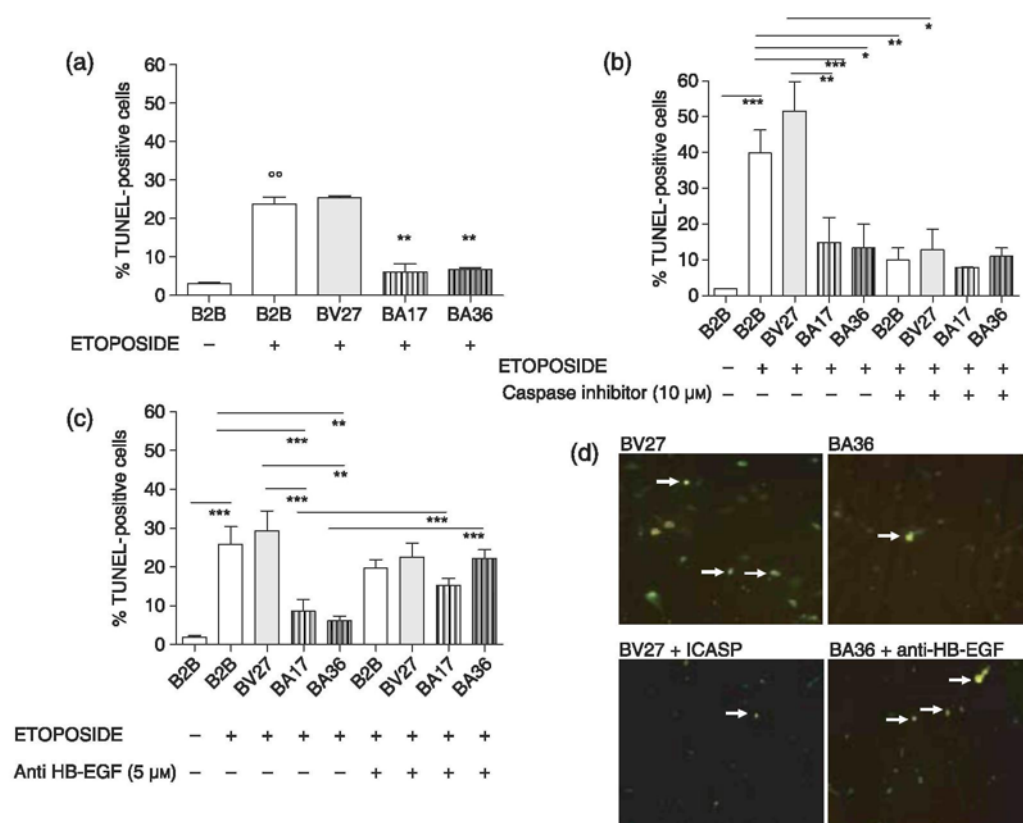 (a)
60
50
40
30
20
10
0
% TUNEL-positive cells
°°
**
**
B2B B2B BV27 BA17 BA36
ETOPOSIDE – + + + +
(b)
60
50
40
30
20
10
0
% TUNEL-positive cells
*
**
*
***
**
***
B2B B2B BV27 BA17 BA36 B2B BV27 BA17 BA36
ETOPOSIDE – + + + + + + + +
Caspase inhibitor (10 μM) – – – – – + + + +
(c)
60
50
40
30
20
10
0
% TUNEL-positive cells
**
***
**
***
***
***
***
B2B B2B BV27 BA17 BA36 B2B BV27 BA17 BA36
ETOPOSIDE – + + + + + + + +
Anti HB-EGF (5 μM) – – – – – + + + +
(d)
BV27 BA36
BV27 + ICASP BA36 + anti-HB-EGF